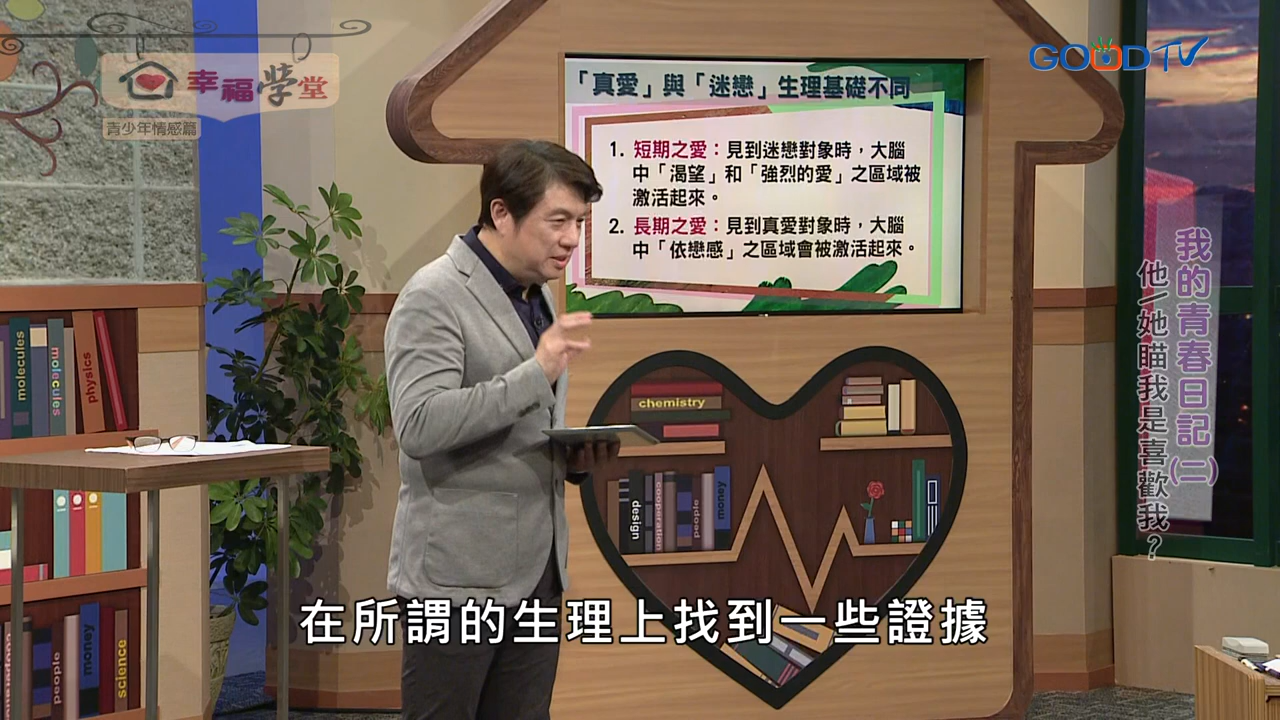 幸福學堂
青少年情感篇
GOODTV
「真愛」與「迷戀」生理基礎不同
1. 短期之愛：見到迷戀對象時，大腦
中「渴望」和「強烈的愛」之區域被
激活起來。
2. 長期之愛：見到真愛對象時，大腦
中「依戀感」之區域會被激活起來。
我的青春日記(二)
他/她瞄我是喜歡我？
molecules
molecules
physics
chemistry
design
cooperation
people
money
people
money
science
在所謂的生理上找到一些證據